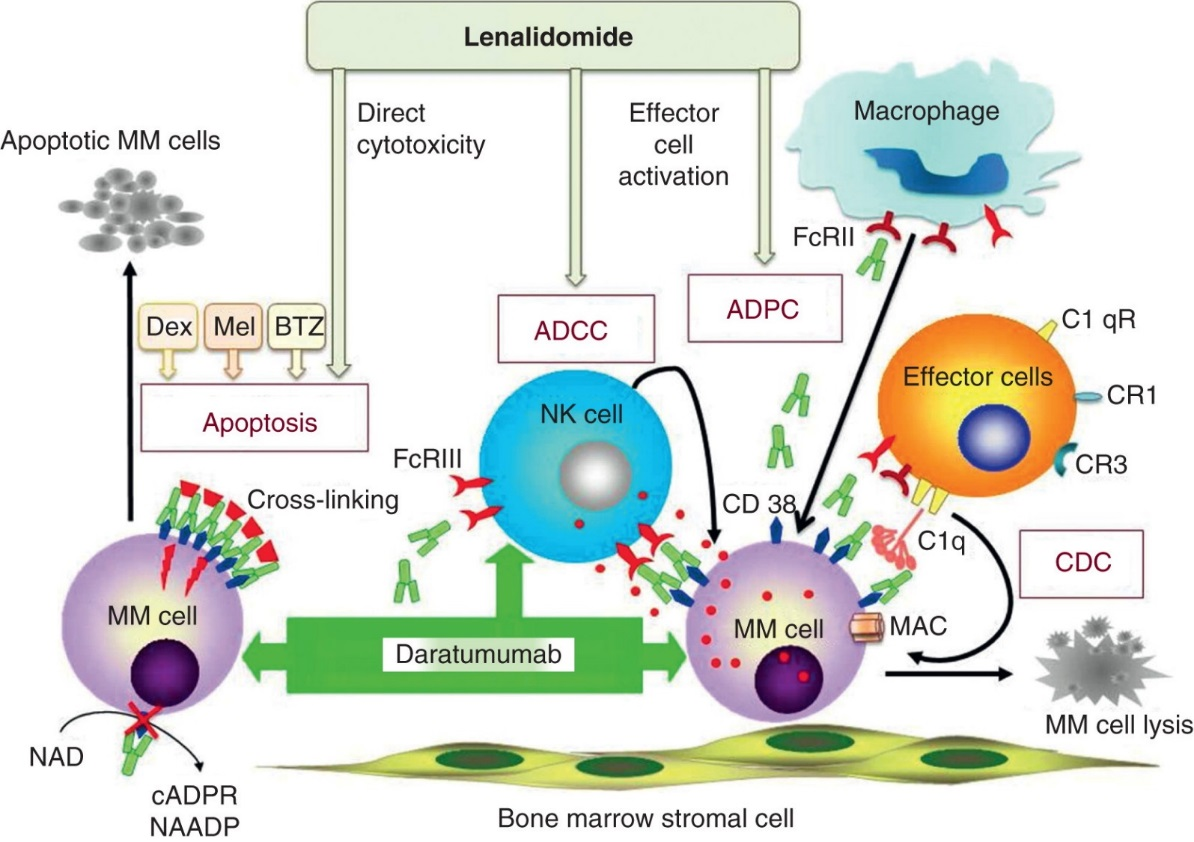 Lenalidomide
Direct
cytotoxicity
Effector
cell
activation
Macrophage
Apoptotic MM cells
FcRII
Dex
Mel
BTZ
ADCC
ADPC
C1 qR
Effector cells
CR1
Apoptosis
NK cell
FcRIII
CR3
Cross-linking
CD 38
C1q
CDC
MM cell
MM cell
MAC
Daratumumab
MM cell lysis
NAD
cADPR
NAADP
Bone marrow stromal cell